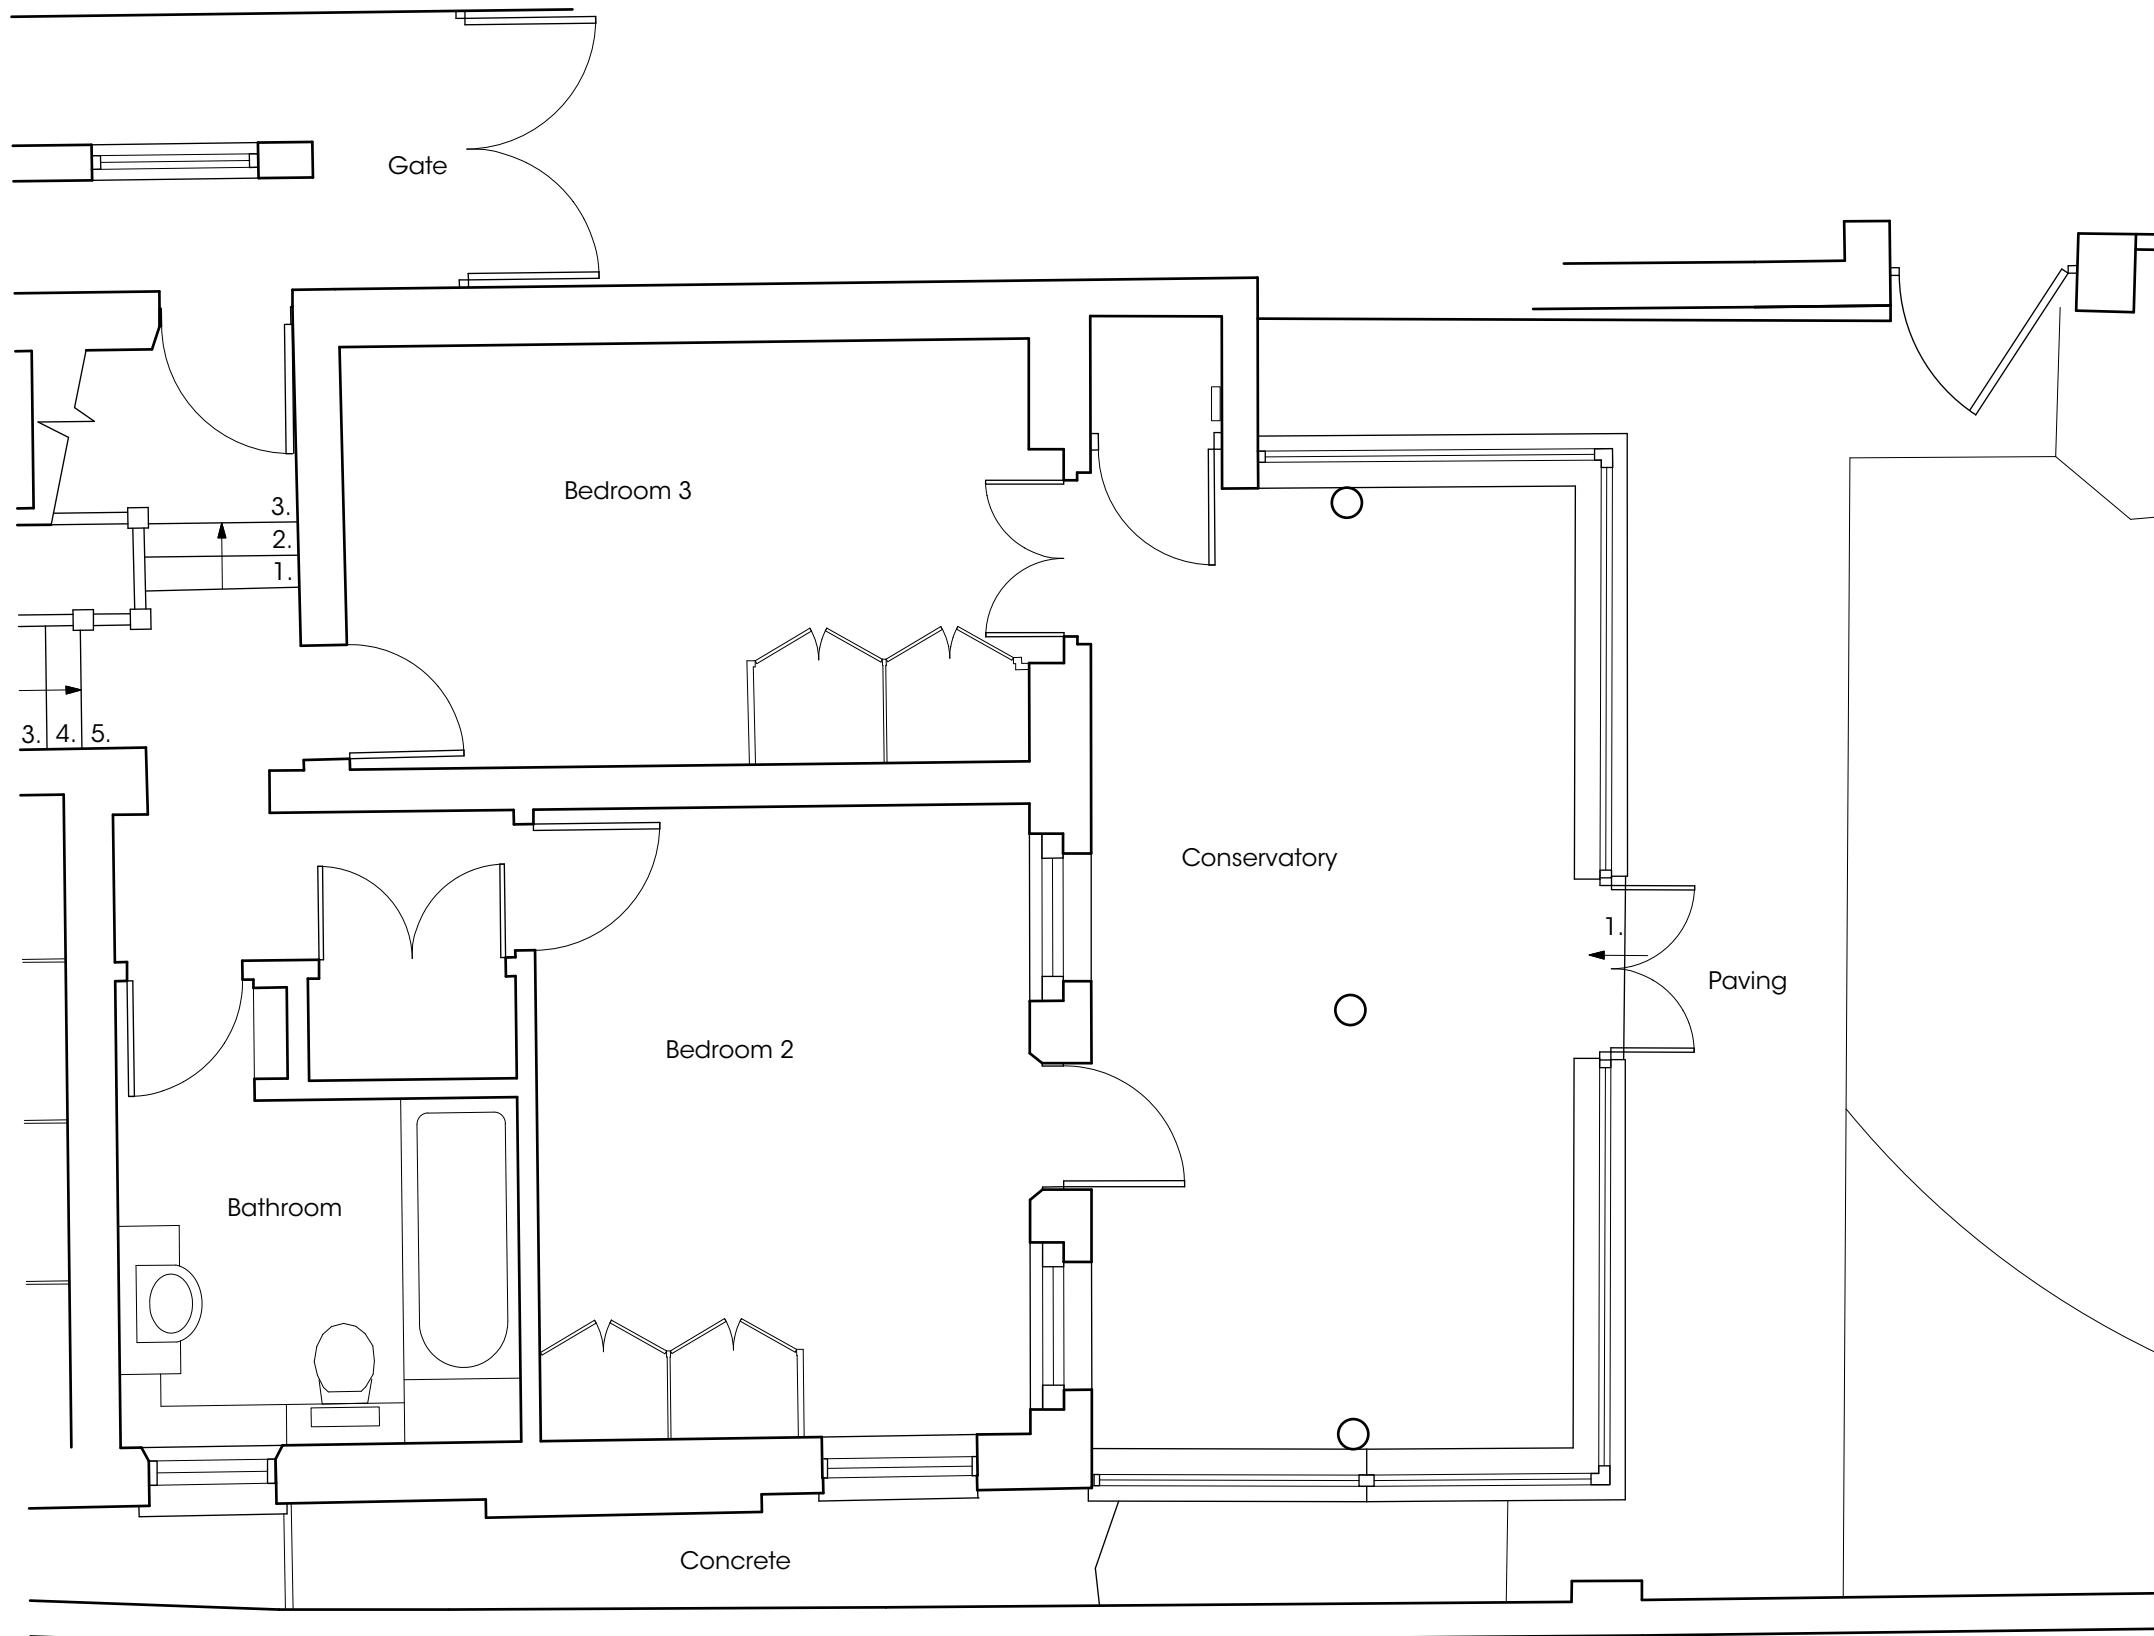 Gate
Bedroom 3
3.
2.
1.
3. 4. 5.
Conservatory
1.
Paving
Bedroom 2
Bathroom
Concrete